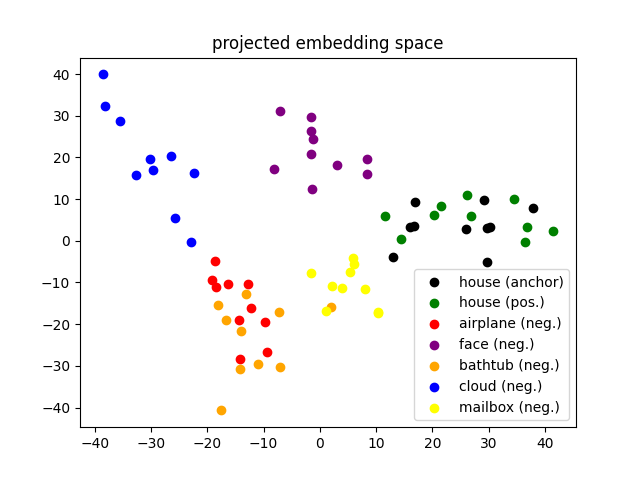 projected embedding space
40
30
20
10
0
−10
−20
−30
−40
−40 −30 −20 −10 0 10 20 30 40
house (anchor)
house (pos.)
airplane (neg.)
face (neg.)
bathtub (neg.)
cloud (neg.)
mailbox (neg.)